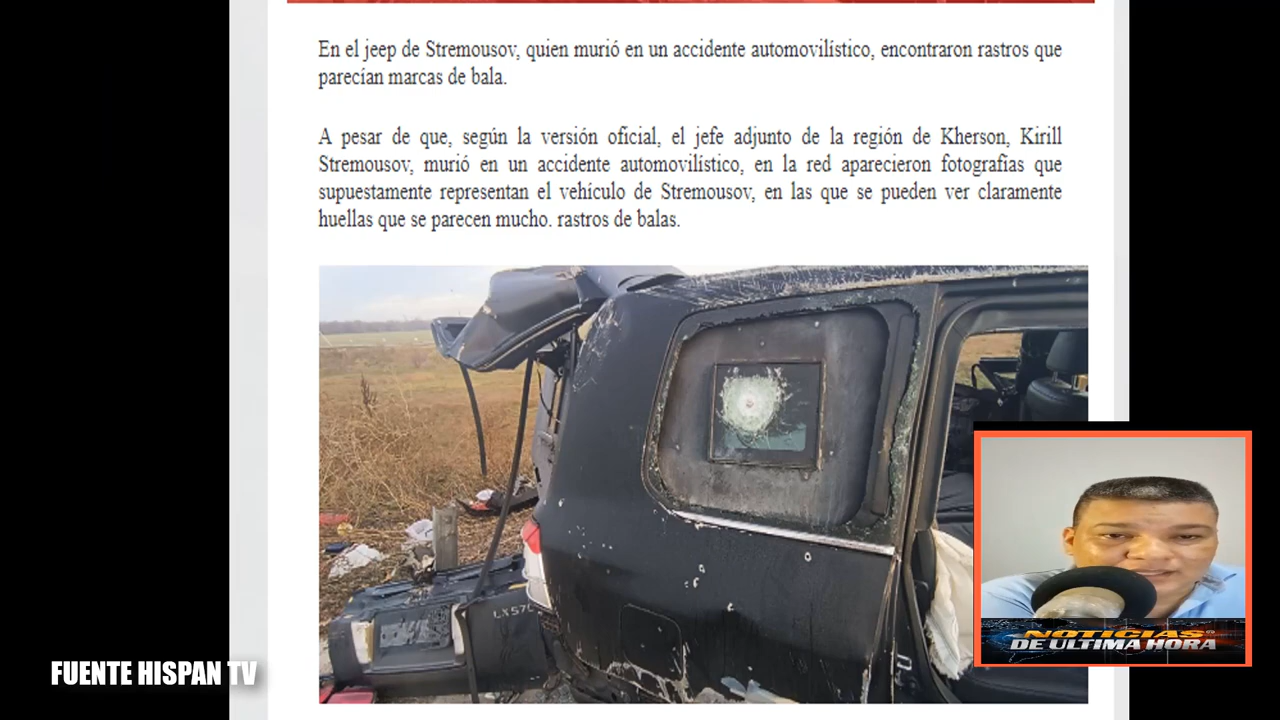 En el jeep de Stremousov, quien murió en un accidente automovilístico, encontraron rastros que
parecían marcas de bala.
A pesar de que, según la versión oficial, el jefe adjunto de la región de Kherson, Kirill
Stremousov, murió en un accidente automovilístico, en la red aparecieron fotografías que
supuestamente representan el vehículo de Stremousov, en las que se pueden ver claramente
huellas que se parecen mucho. rastros de balas.
LX570
NOTICIAS
DE ULTIMA HORA
FUENTE HISPAN TV